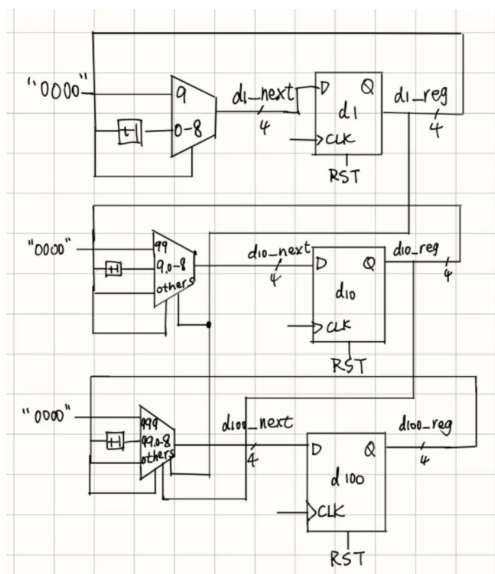 "0000" 9 d1_next D Q d1_reg
+1 0-8 4 d1 4
CLK
RST
"0000" 99 d10_next D Q d10_reg
+1 9,0-8 4 d10 4
others
CLK
RST
"0000" 999 d100_next D Q d100_reg
+1 99,0-8 4 d100 4
others
CLK
RST